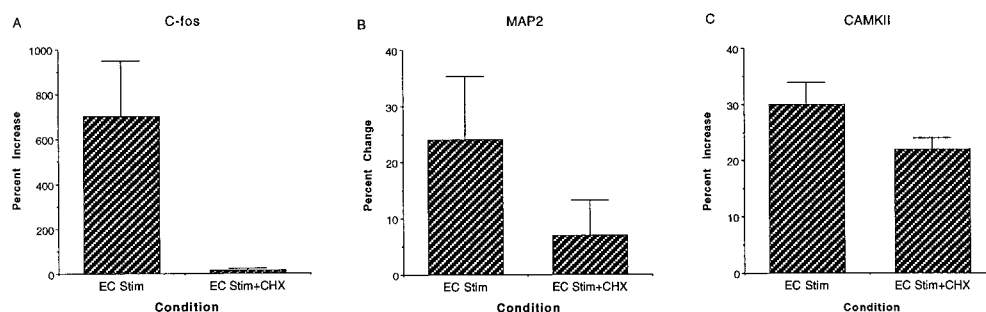 A
C-fos
1000
800
600
400
200
0
Percent Increase
EC Stim
EC Stim+CHX
Condition
B
MAP2
40
30
20
10
0
Percent Change
EC Stim
EC Stim+CHX
Condition
C
CAMKII
40
30
20
10
0
Percent Increase
EC Stim
EC Stim+CHX
Condition